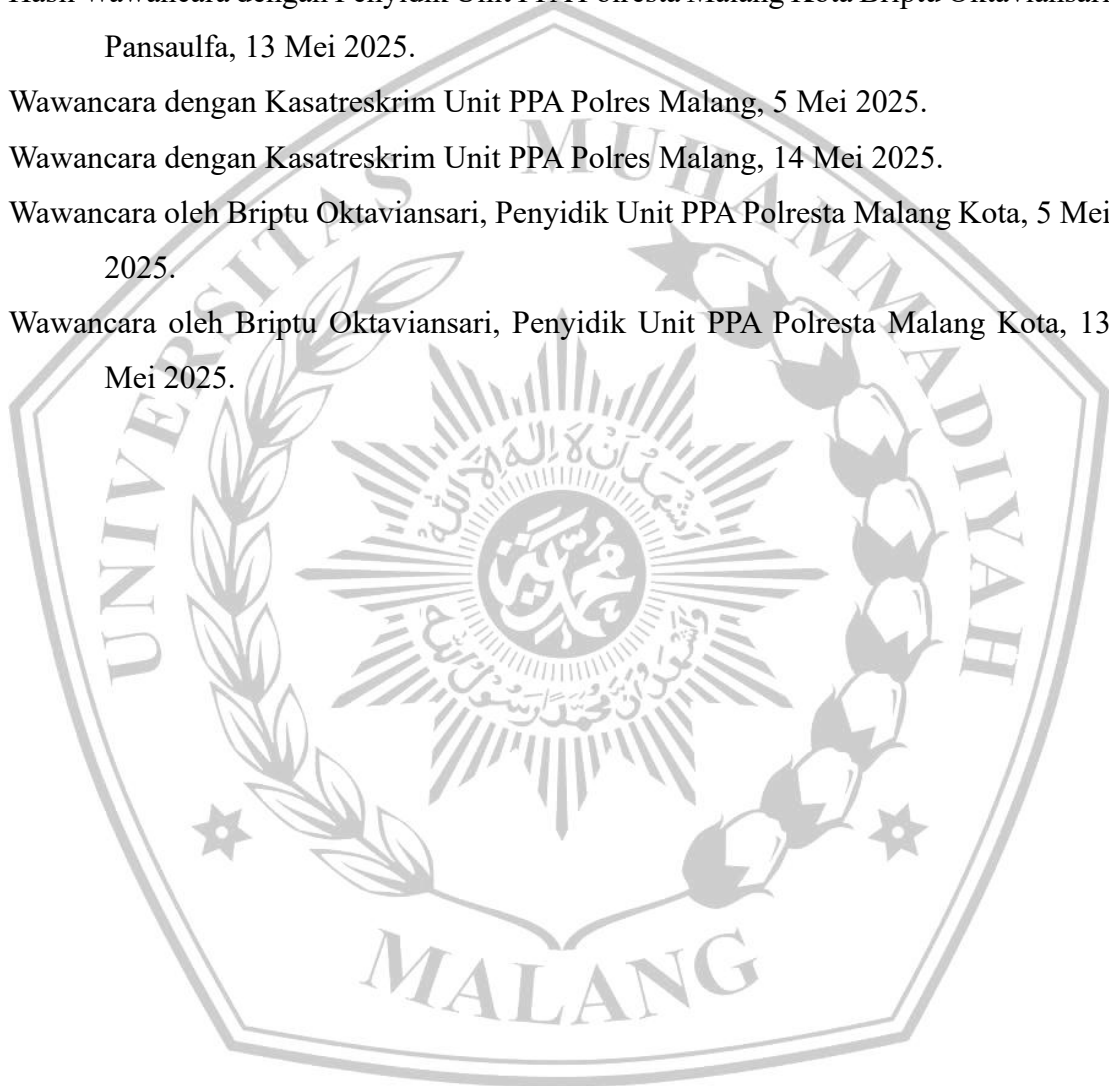 Hasil Wawancara dengan Penyidik Unit PPA Polresta Malang Kota Briptu Oktaviansari
Pansaulfa, 13 Mei 2025.
Wawancara dengan Kasatreskrim Unit PPA Polres Malang, 5 Mei 2025.
Wawancara dengan Kasatreskrim Unit PPA Polres Malang, 14 Mei 2025.
Wawancara oleh Briptu Oktaviansari, Penyidik Unit PPA Polresta Malang Kota, 5 Mei
2025.
Wawancara oleh Briptu Oktaviansari, Penyidik Unit PPA Polresta Malang Kota, 13
Mei 2025.
UNIVERSITAS MUHAMMADIYAH
MALANG